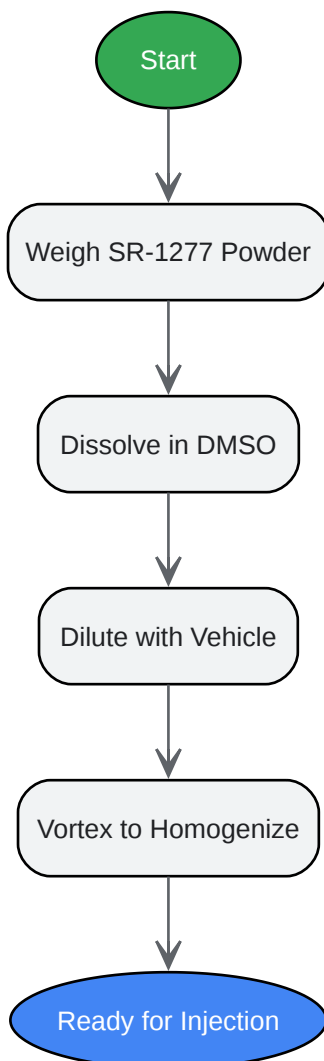 Start
Weigh SR-1277 Powder
Dissolve in DMSO
Dilute with Vehicle
Vortex to Homogenize
Ready for Injection